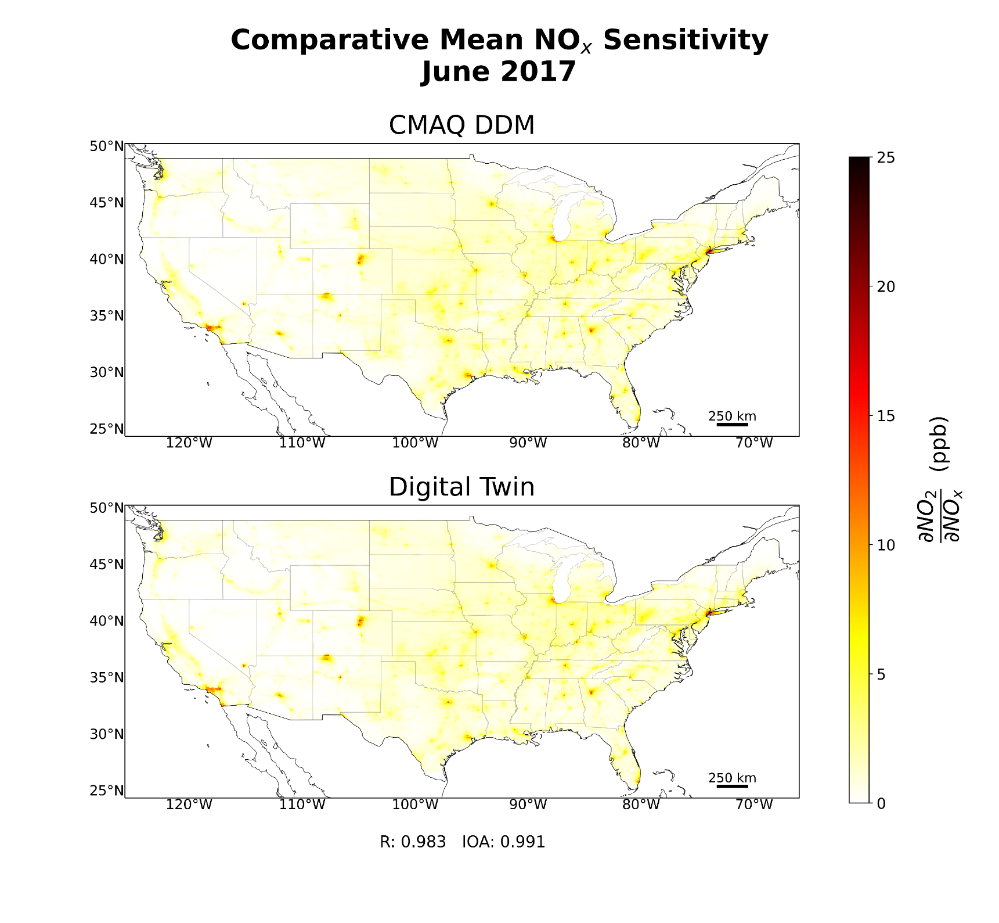 Comparative Mean NOx Sensitivity
June 2017
CMAQ DDM
50°N
45°N
40°N
35°N
30°N
25°N
120°W 110°W 100°W 90°W 80°W 70°W
250 km
Digital Twin
50°N
45°N
40°N
35°N
30°N
25°N
120°W 110°W 100°W 90°W 80°W 70°W
250 km
R: 0.983 IOA: 0.991
25
20
15
10
5
0
∂NO2
∂NOx
(ppb)